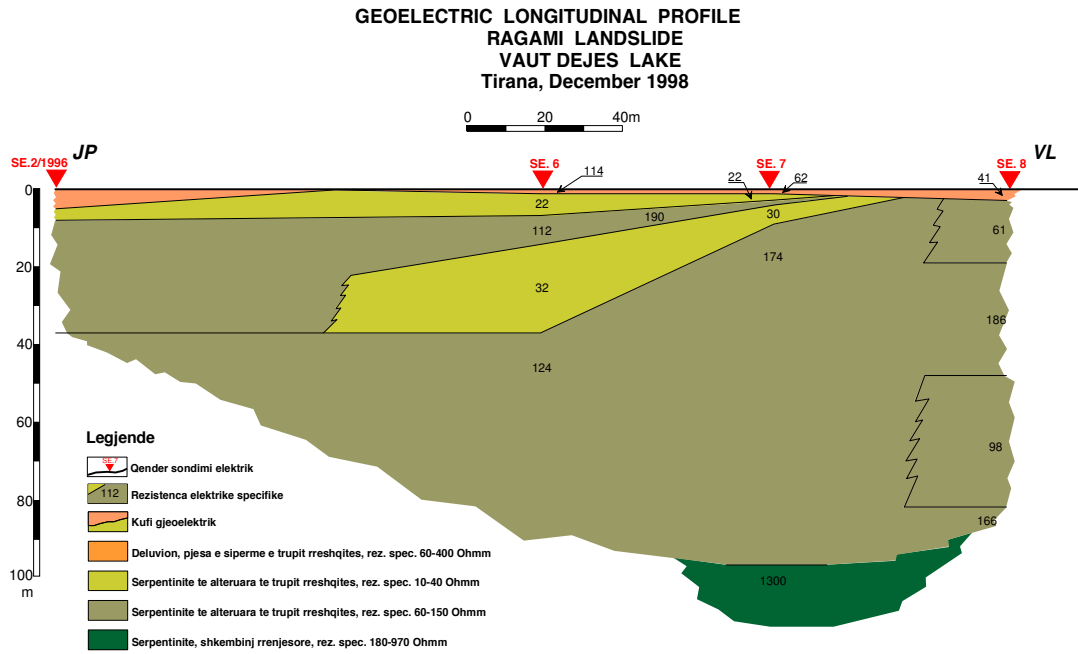 GEOELECTRIC LONGITUDINAL PROFILE
RAGAMI LANDSLIDE
VAUT DEJES LAKE
Tirana, December 1998
0 20 40m
SE.2/1996 JP SE. 6 SE. 7 SE. 8 VL
114 22 62 41
0
22 190 30 61
112
174
20
32
186
40
124
60
98
80
166
100
m
1300
Legjende
SE.7 Qender sondimi elektrik
112 Rezistenca elektrike specifike
Kufi gjeoelektrik
Deluvion, pjesa e siperme e trupit rreshqites, rez. spec. 60-400 Ohmm
Serpentinite te alteruara te trupit rreshqites, rez. spec. 10-40 Ohmm
Serpentinite te alteruara te trupit rreshqites, rez. spec. 60-150 Ohmm
Serpentinite, shkembinj rrenjesore, rez. spec. 180-970 Ohmm